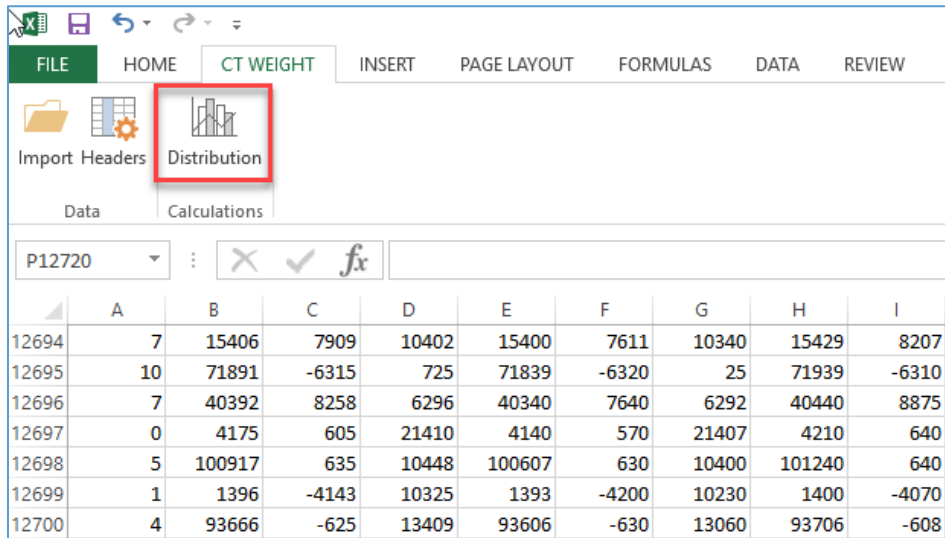 FILE HOME CT WEIGHT INSERT PAGE LAYOUT FORMULAS DATA REVIEW
Import Headers Distribution
Data Calculations
P12720 fx
A B C D E F G H I
12694 7 15406 7909 10402 15400 7611 10340 15429 8207
12695 10 71891 -6315 725 71839 -6320 25 71939 -6310
12696 7 40392 8258 6296 40340 7640 6292 40440 8875
12697 0 4175 605 21410 4140 570 21407 4210 640
12698 5 100917 635 10448 100607 630 10400 101240 640
12699 1 1396 -4143 10325 1393 -4200 10230 1400 -4070
12700 4 93666 -625 13409 93606 -630 13060 93706 -608